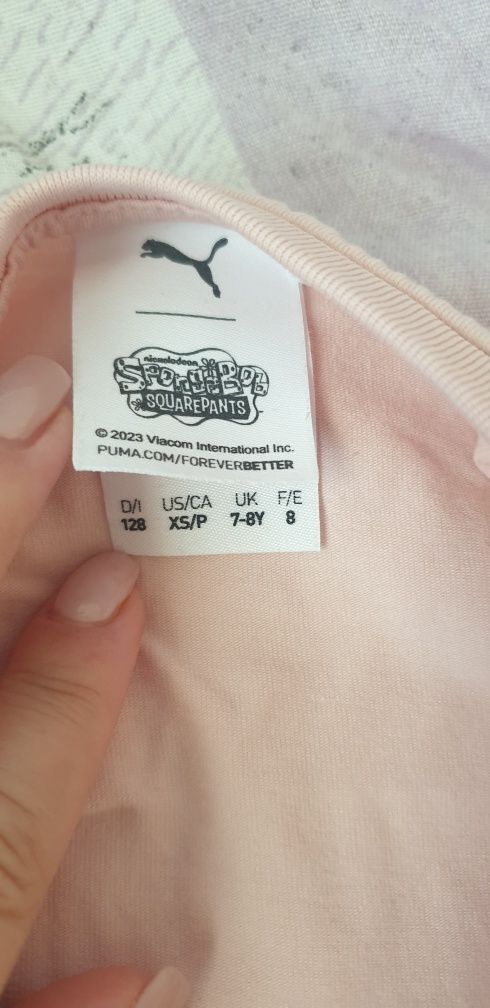 nickelodeon
SPONGEBOB
SQUAREPANTS
© 2023 Viacom International Inc.
PUMA.COM/FOREVERBETTER
D/I US/CA UK F/E
128 XS/P 7-8Y 8